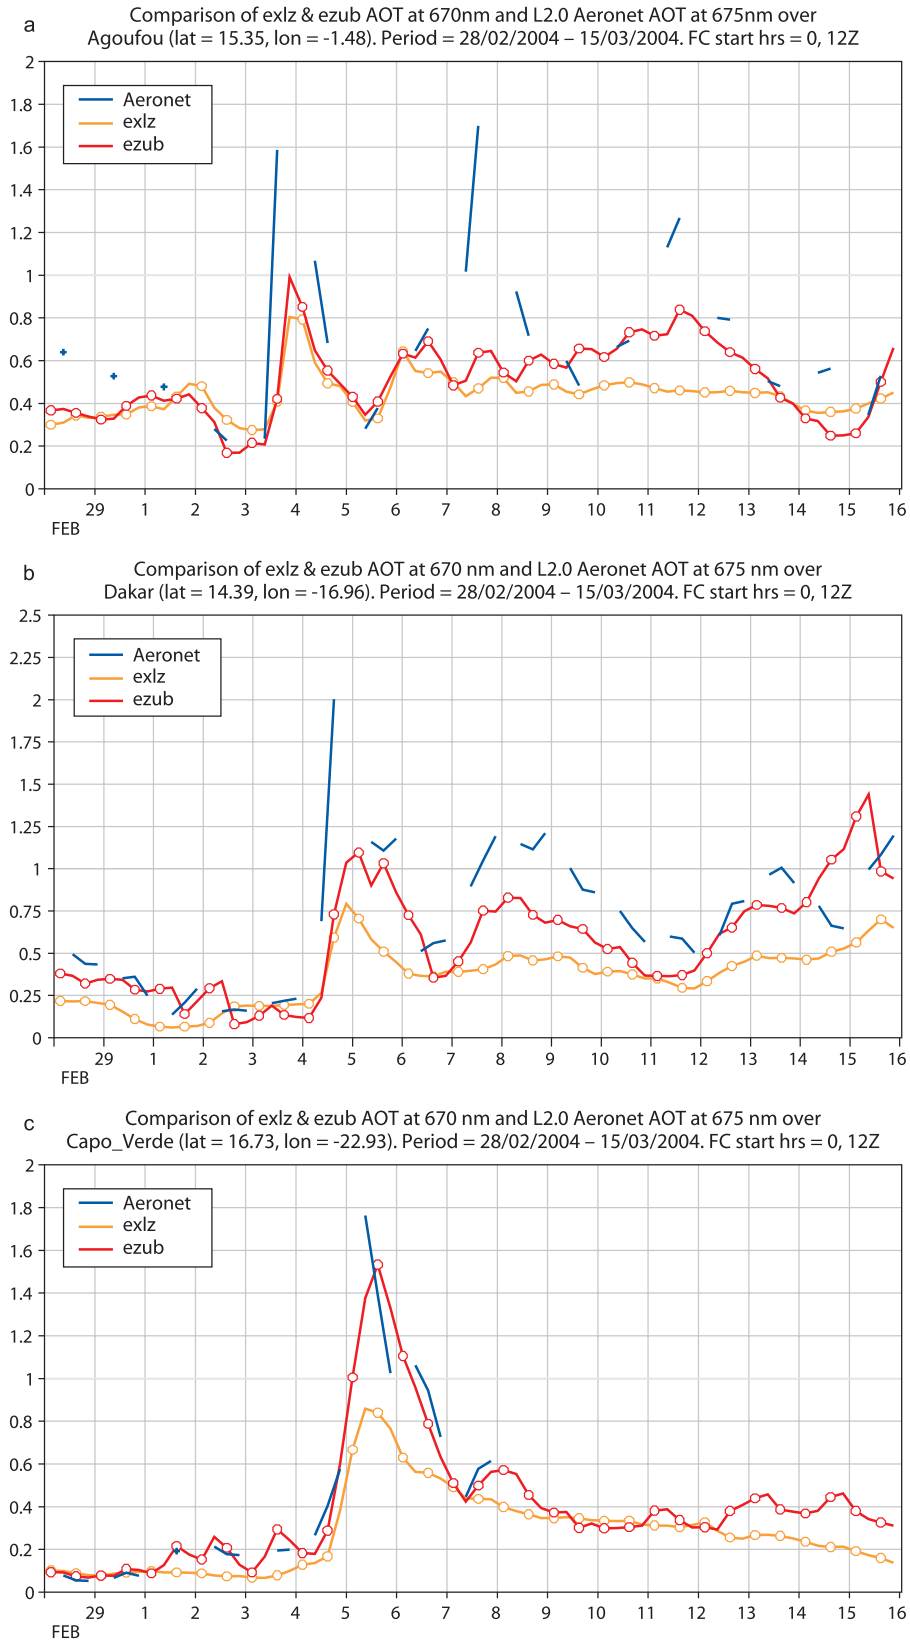 a
Comparison of exlz & ezub AOT at 670nm and L2.0 Aeronet AOT at 675nm over
Agoufou (lat = 15.35, lon = -1.48). Period = 28/02/2004 – 15/03/2004. FC start hrs = 0, 12Z
2
1.8
1.6
1.4
1.2
1
0.8
0.6
0.4
0.2
0
Aeronet
exlz
ezub
29 1 2 3 4 5 6 7 8 9 10 11 12 13 14 15 16
FEB
b
Comparison of exlz & ezub AOT at 670 nm and L2.0 Aeronet AOT at 675 nm over
Dakar (lat = 14.39, lon = -16.96). Period = 28/02/2004 – 15/03/2004. FC start hrs = 0, 12Z
2.5
2.25
2
1.75
1.5
1.25
1
0.75
0.5
0.25
0
Aeronet
exlz
ezub
29 1 2 3 4 5 6 7 8 9 10 11 12 13 14 15 16
FEB
c
Comparison of exlz & ezub AOT at 670 nm and L2.0 Aeronet AOT at 675 nm over
Capo_Verde (lat = 16.73, lon = -22.93). Period = 28/02/2004 – 15/03/2004. FC start hrs = 0, 12Z
2
1.8
1.6
1.4
1.2
1
0.8
0.6
0.4
0.2
0
Aeronet
exlz
ezub
29 1 2 3 4 5 6 7 8 9 10 11 12 13 14 15 16
FEB